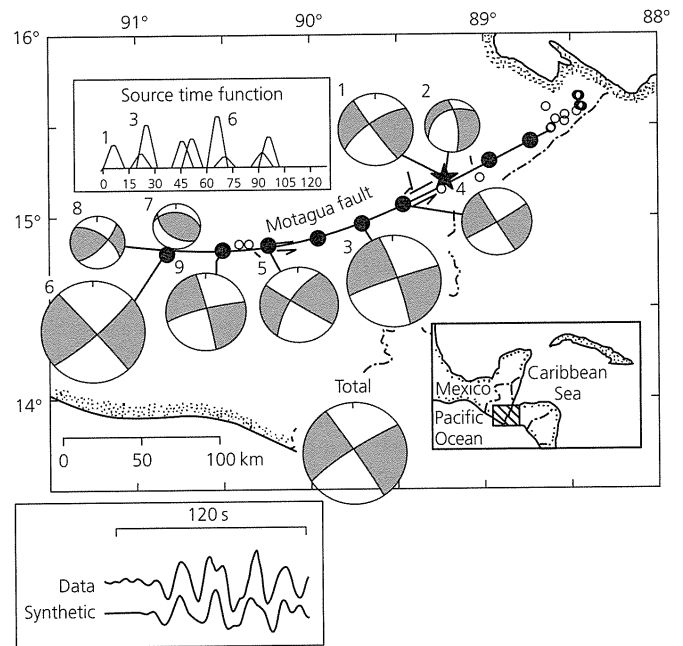 91° 90° 89° 88°
16°
Source time function
1 3 6
0 15 30 45 60 75 90 105 120
1 2
4
Motagua fault
15°
8 7
9 5 3
6
Mexico
Caribbean
Sea
Pacific
Ocean
14°
Total
0 50 100 km
120 s
Data
Synthetic